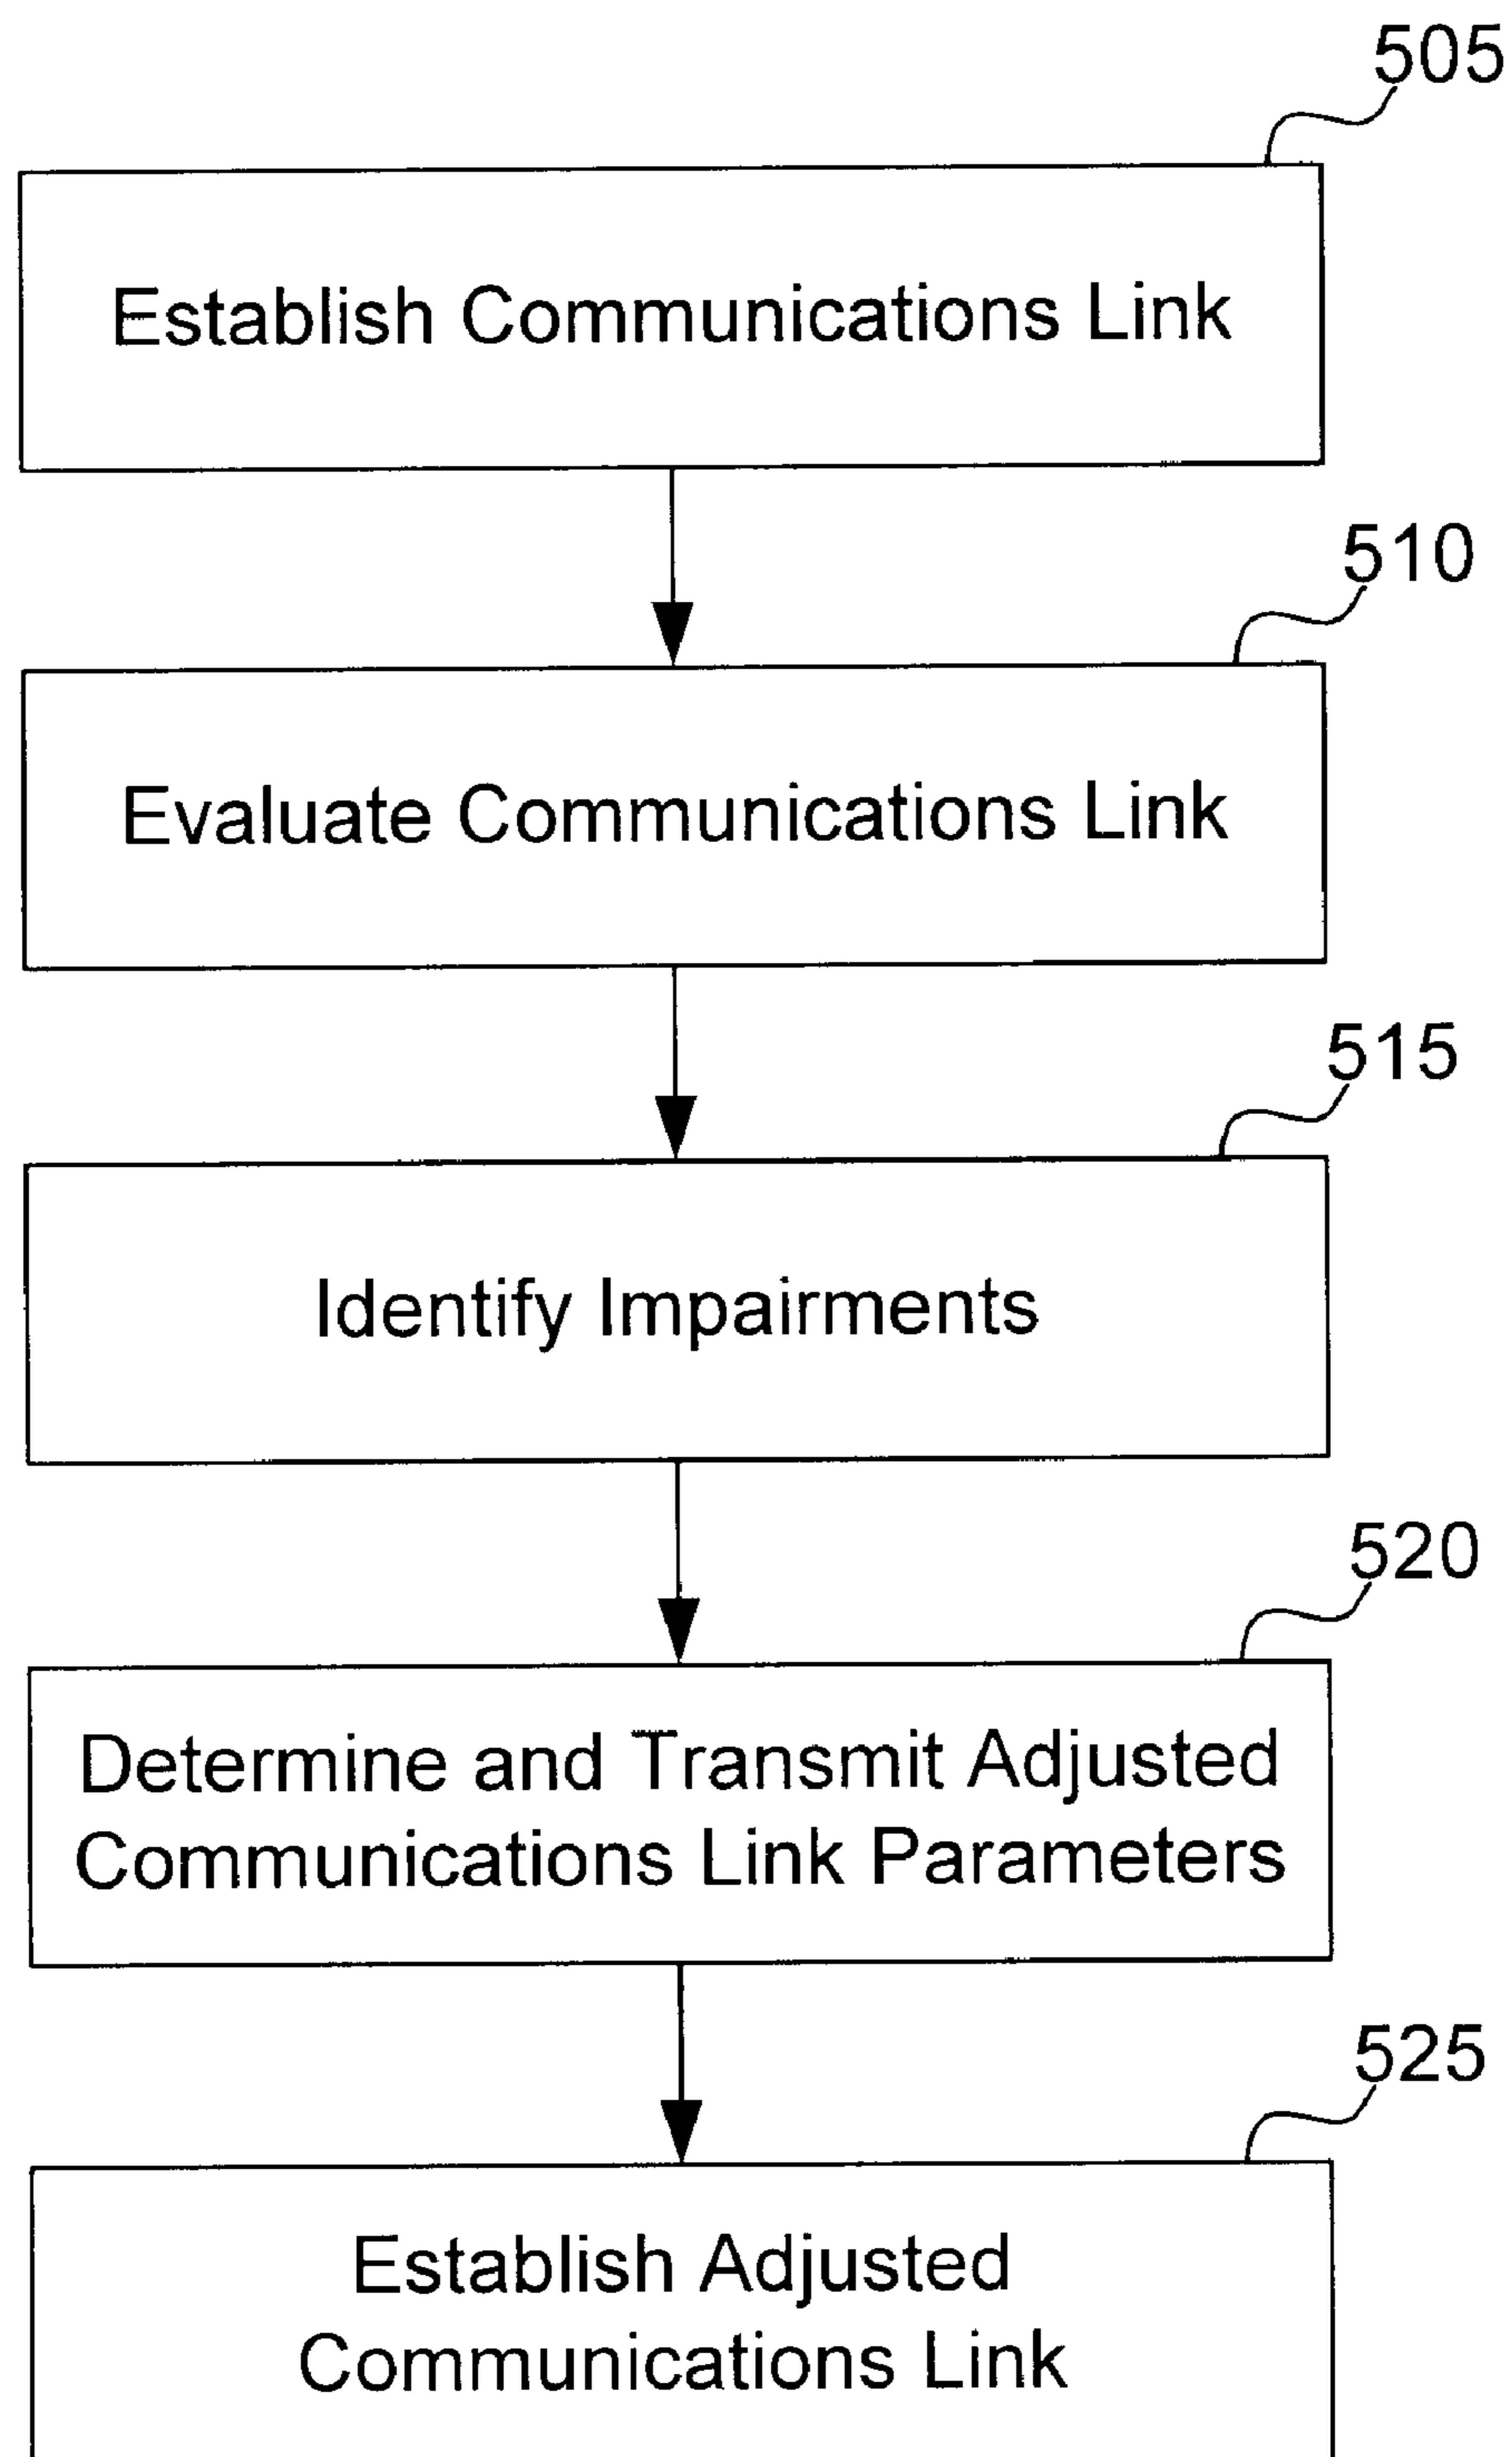 505
Establish Communications Link
510
Evaluate Communications Link
515
Identify Impairments
520
Determine and Transmit Adjusted
Communications Link Parameters
525
Establish Adjusted
Communications Link